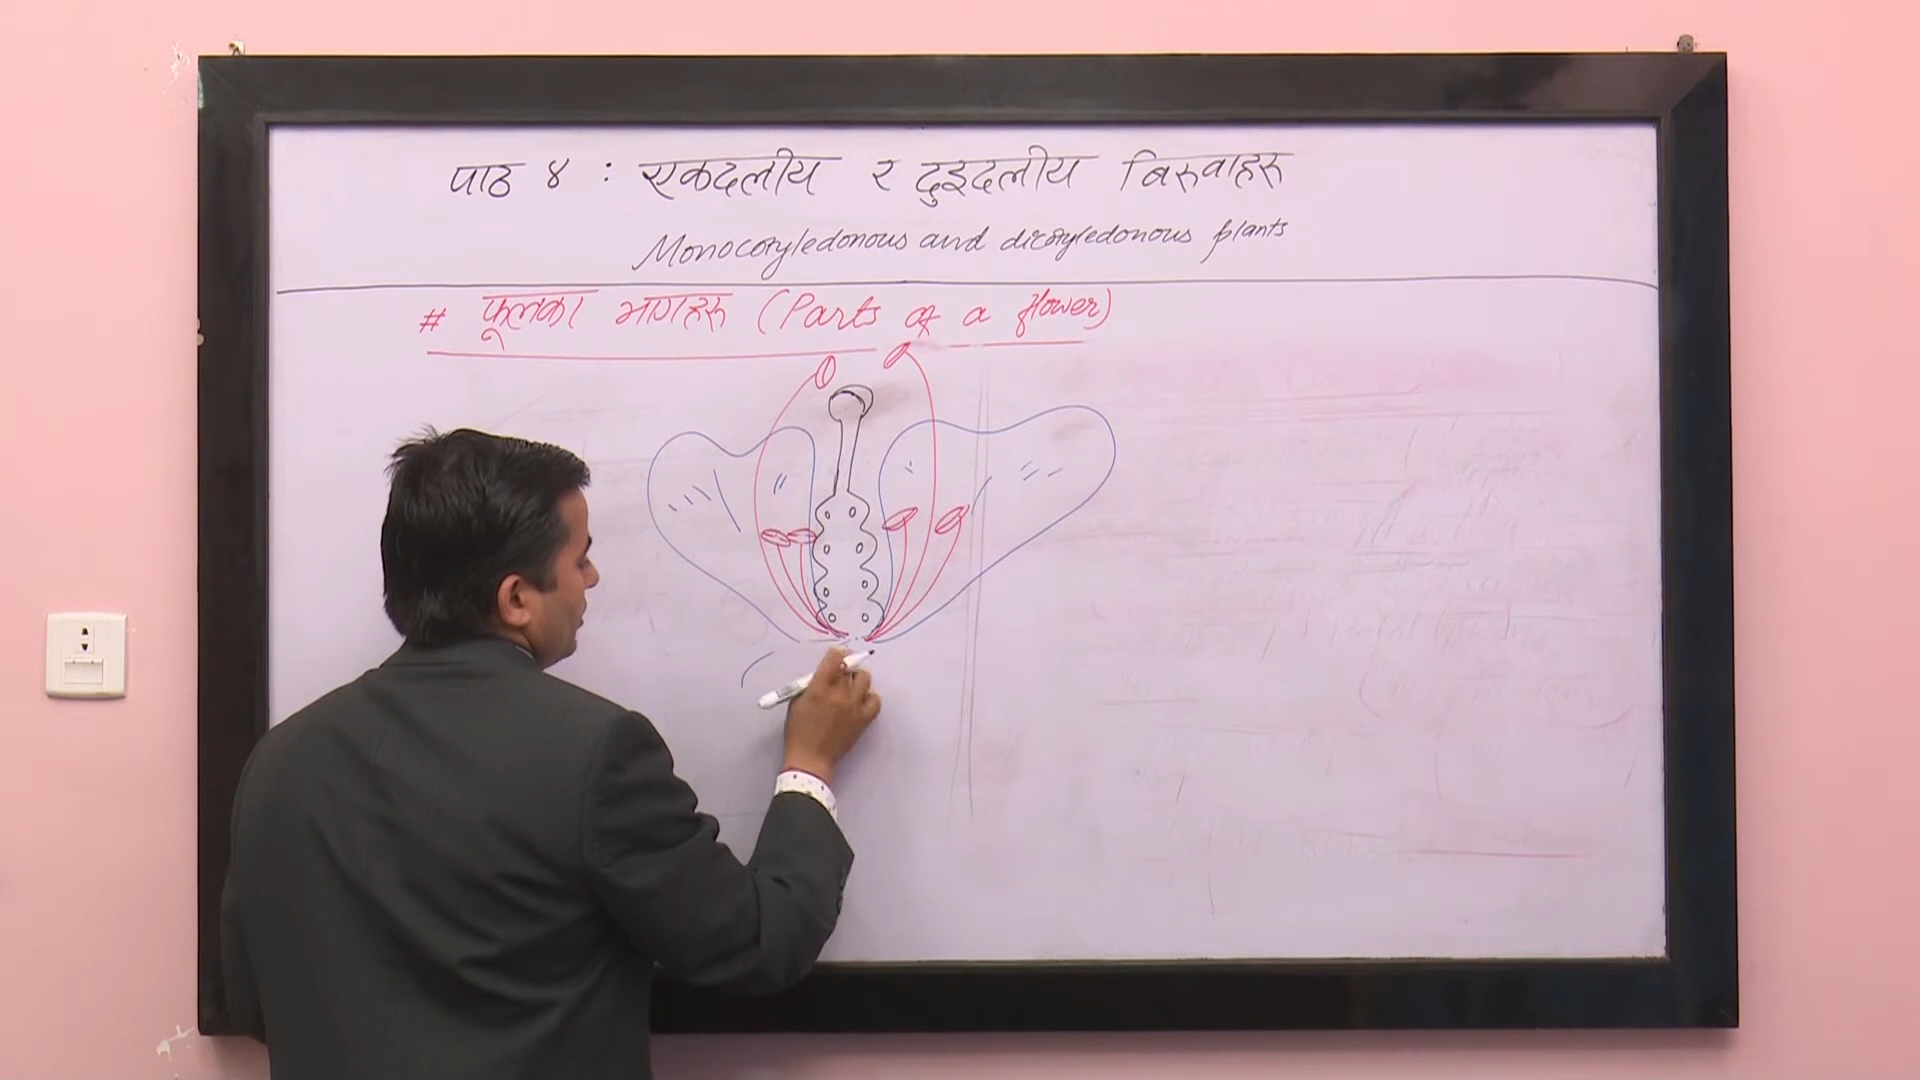 पाठ ४ : एकदलीय र दुइदलीय बिरुवाहरु
Monocotyledonous and dicotyledonous plants
# फूलका भागहरु (Parts of a flower)